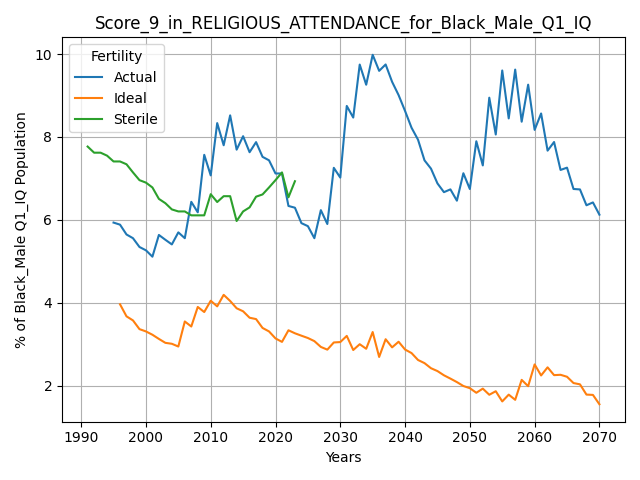 Score_9_in_RELIGIOUS_ATTENDANCE_for_Black_Male_Q1_IQ
Fertility
Actual
Ideal
Sterile
% of Black_Male Q1_IQ Population
10
8
6
4
2
1990 2000 2010 2020 2030 2040 2050 2060 2070
Years